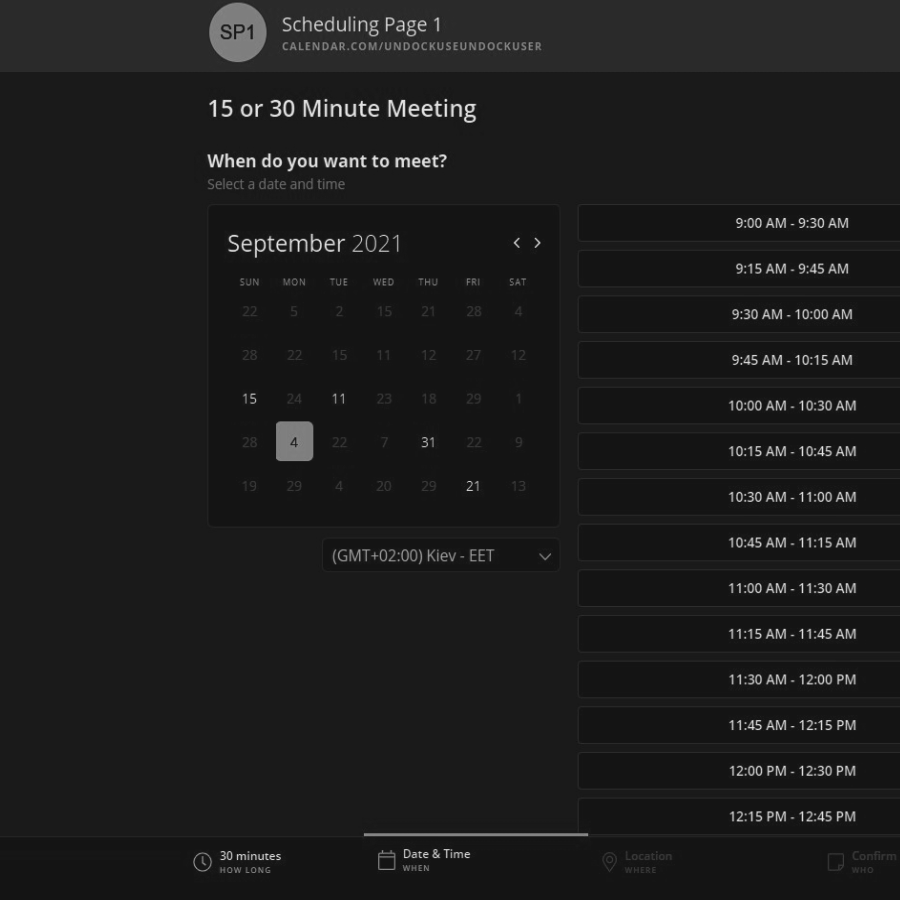 SP1
Scheduling Page 1
CALENDAR.COM/UNDOCKUSEUNDOCKUSER
15 or 30 Minute Meeting
When do you want to meet?
Select a date and time
September 2021
SUN MON TUE WED THU FRI SAT
22 5 2 15 21 28 4
28 22 15 11 12 27 12
15 24 11 23 18 29 1
28 4 22 7 31 22 9
19 29 4 20 29 21 13
(GMT+02:00) Kiev - EET
9:00 AM - 9:30 AM
9:15 AM - 9:45 AM
9:30 AM - 10:00 AM
9:45 AM - 10:15 AM
10:00 AM - 10:30 AM
10:15 AM - 10:45 AM
10:30 AM - 11:00 AM
10:45 AM - 11:15 AM
11:00 AM - 11:30 AM
11:15 AM - 11:45 AM
11:30 AM - 12:00 PM
11:45 AM - 12:15 PM
12:00 PM - 12:30 PM
12:15 PM - 12:45 PM
30 minutes
HOW LONG
Date & Time
WHEN
Location
WHERE
Confirm
WHO